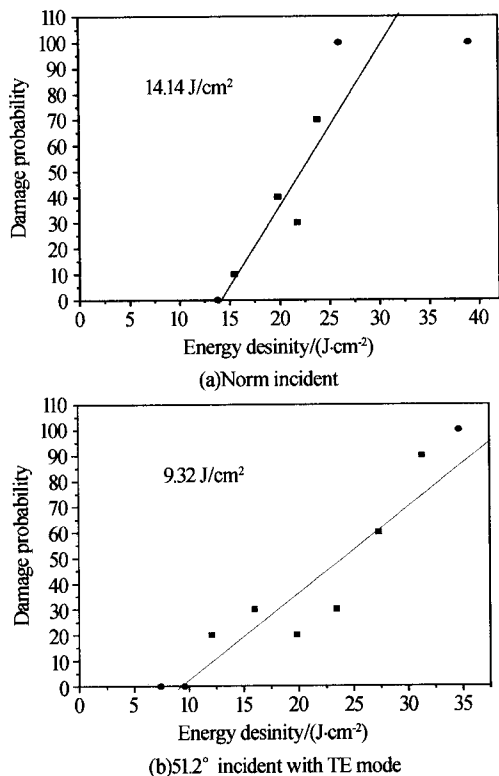 110
100
90
80
70
60
50
40
30
20
10
0
Damage probability
14.14 J/cm²
0 5 10 15 20 25 30 35 40
Energy desinity/(J·cm⁻²)
(a)Norm incident
110
100
90
80
70
60
50
40
30
20
10
0
Damage probability
9.32 J/cm²
0 5 10 15 20 25 30 35
Energy desinity/(J·cm⁻²)
(b)51.2° incident with TE mode